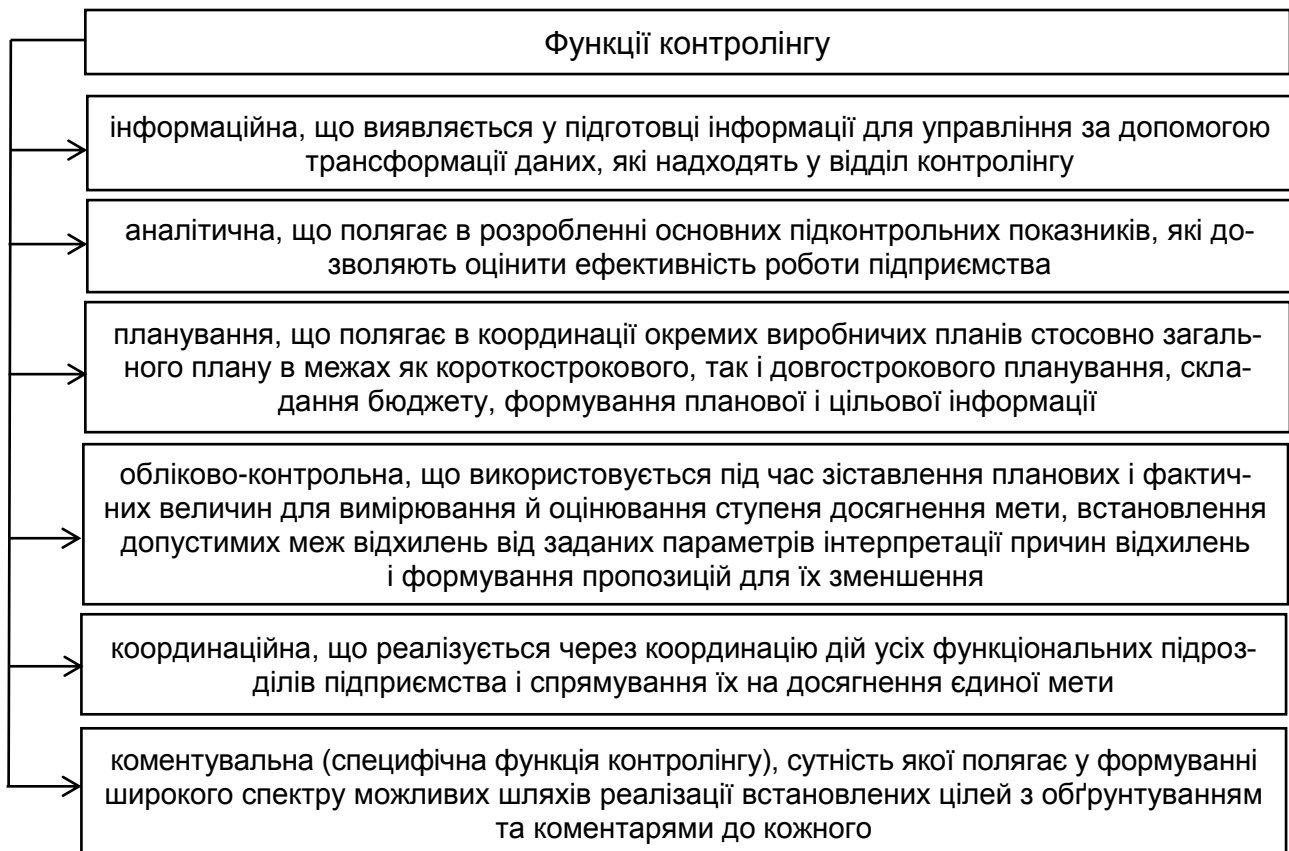 Функції контролінгу
інформаційна, що виявляється у підготовці інформації для управління за допомогою
трансформації даних, які надходять у відділ контролінгу
аналітична, що полягає в розробленні основних підконтрольних показників, які до-
зволяють оцінити ефективність роботи підприємства
планування, що полягає в координації окремих виробничих планів стосовно загаль-
ного плану в межах як короткострокового, так і довгострокового планування, скла-
дання бюджету, формування планової і цільової інформації
обліково-контрольна, що використовується під час зіставлення планових і фактич-
них величин для вимірювання й оцінювання ступеня досягнення мети, встановлення
допустимих меж відхилень від заданих параметрів інтерпретації причин відхилень
і формування пропозицій для їх зменшення
координаційна, що реалізується через координацію дій усіх функціональних підроз-
ділів підприємства і спрямування їх на досягнення єдиної мети
коментувальна (специфічна функція контролінгу), сутність якої полягає у формуванні
широкого спектру можливих шляхів реалізації встановлених цілей з обґрунтуванням
та коментарями до кожного